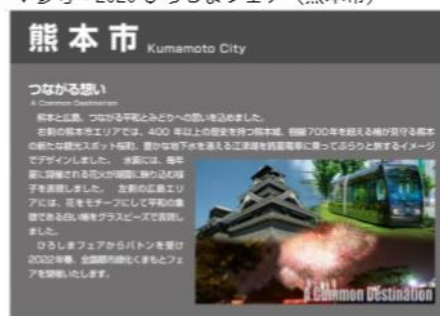 熊本市 Kumamoto City
つながる想い
A Common Destination
熊本と広島、つながる平和とみどりへの思いを込めました。
右側の熊本市エリアでは、400年以上の歴史を持つ熊本城、樹齢700年を超える楠が見守る熊本
の新たな観光スポット桜町、豊かな地下水を湛える江津湖を路面電車に乗ってぶらりと旅するイメージ
でデザインしました。 水面には、毎年
夏に開催される花火が湖面に映り込む様
子を表現しました。 左側の広島エリ
アには、花をモチーフにして平和の象
徴である白い鳩をグラスビーズで表現し
ました。
ひろしまフェアからバトンを受け
2022年春、全国都市緑化くまもとフェ
アを開催いたします。
A Common Destination